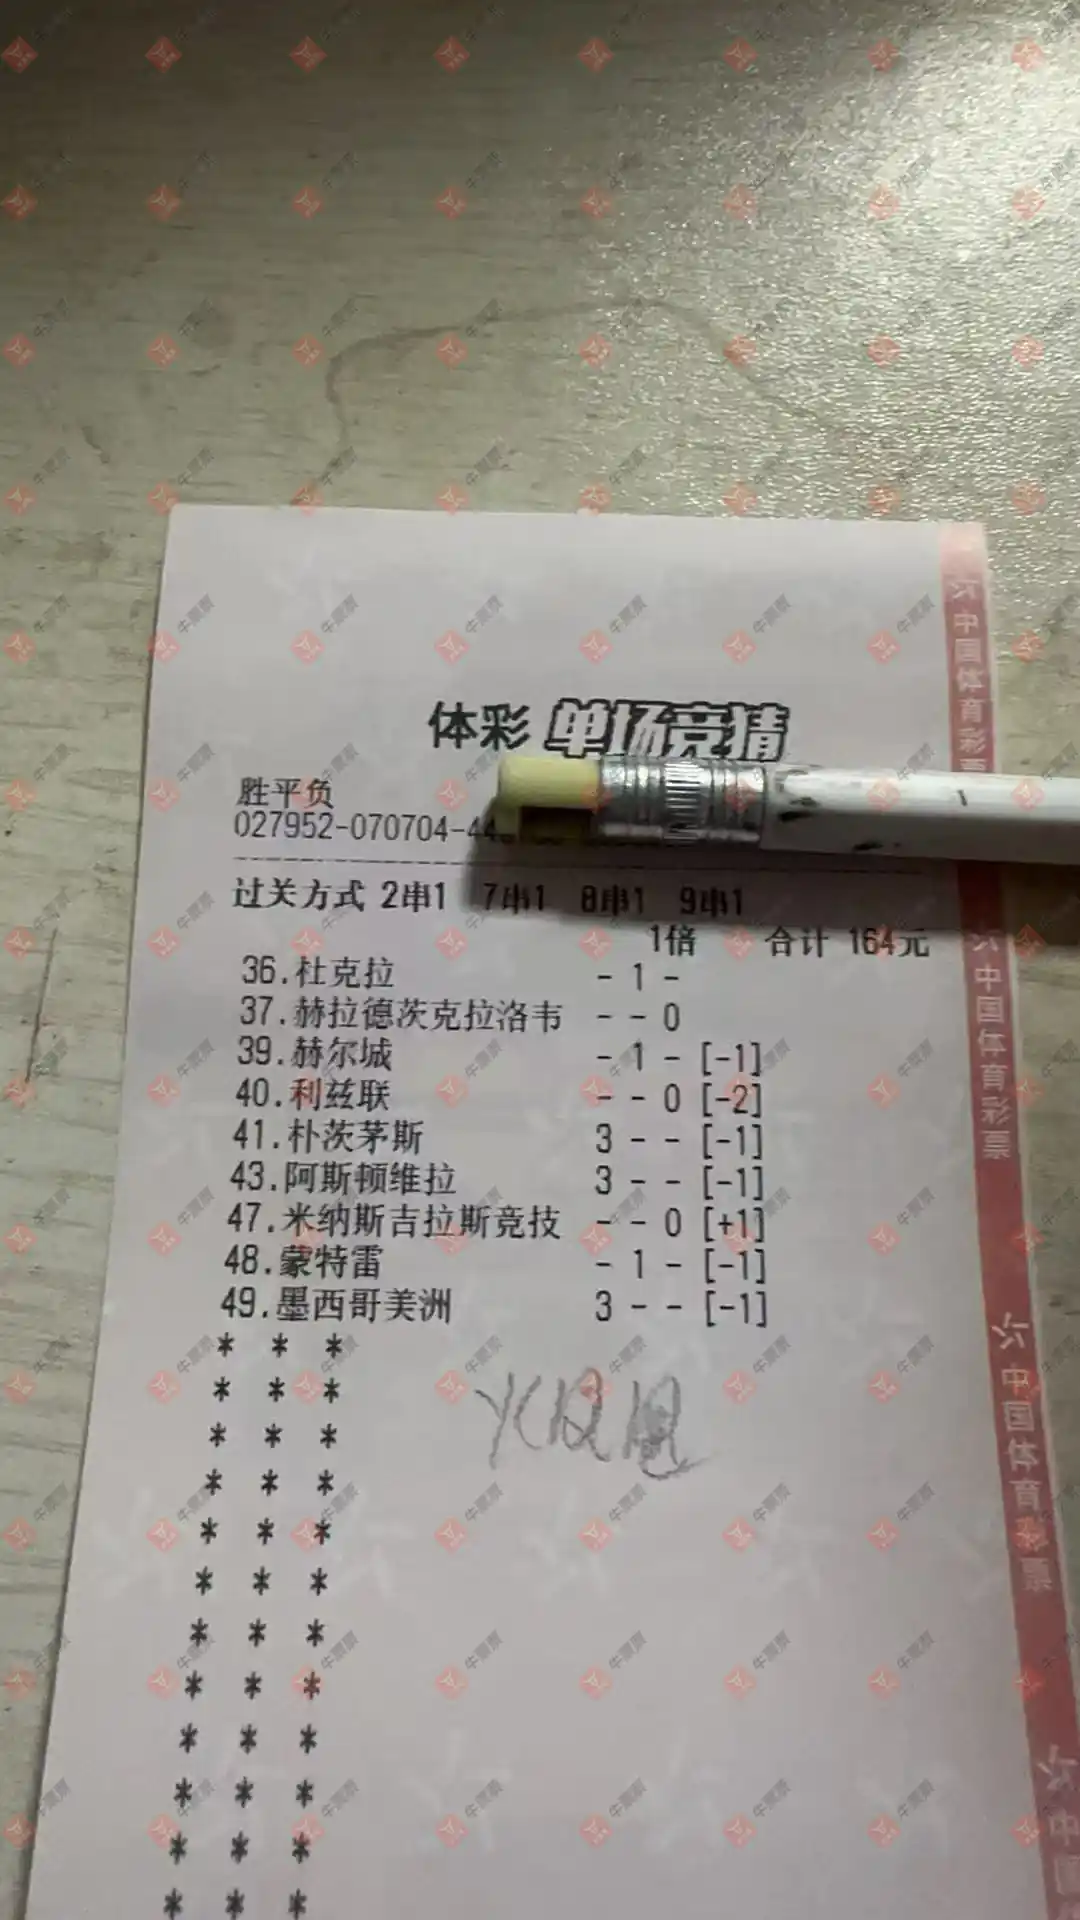 体彩 单场竞猜
胜平负
027952-070704-44
过关方式 2串1 7串1 8串1 9串1
1倍 合计 164元
36.杜克拉 - 1 -
37.赫拉德茨克拉洛韦 - - 0
39.赫尔城 - 1 - [-1]
40.利兹联 - - 0 [-2]
41.朴茨茅斯 3 - - [-1]
43.阿斯顿维拉 3 - - [-1]
47.米纳斯吉拉斯竞技 - - 0 [+1]
48.蒙特雷 - 1 - [-1]
49.墨西哥美洲 3 - - [-1]
* * *
* * *
* * *
* * *
* * *
* * *
* * *
* * *
* * *
* * *
* * *
* * *
中国体育彩票
中国体育彩票
中国体育彩票
牛票票